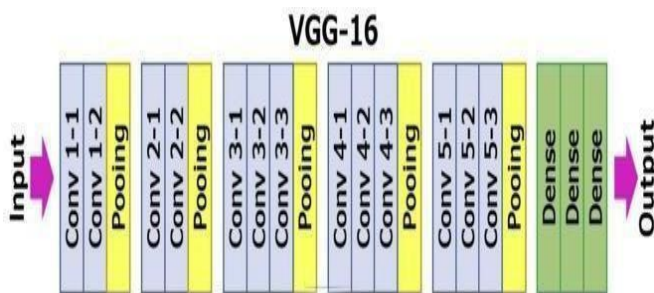 VGG-16
Input
Conv 1-1
Conv 1-2
Pooing
Conv 2-1
Conv 2-2
Pooing
Conv 3-1
Conv 3-2
Conv 3-3
Pooing
Conv 4-1
Conv 4-2
Conv 4-3
Pooing
Conv 5-1
Conv 5-2
Conv 5-3
Pooing
Dense
Dense
Dense
Output